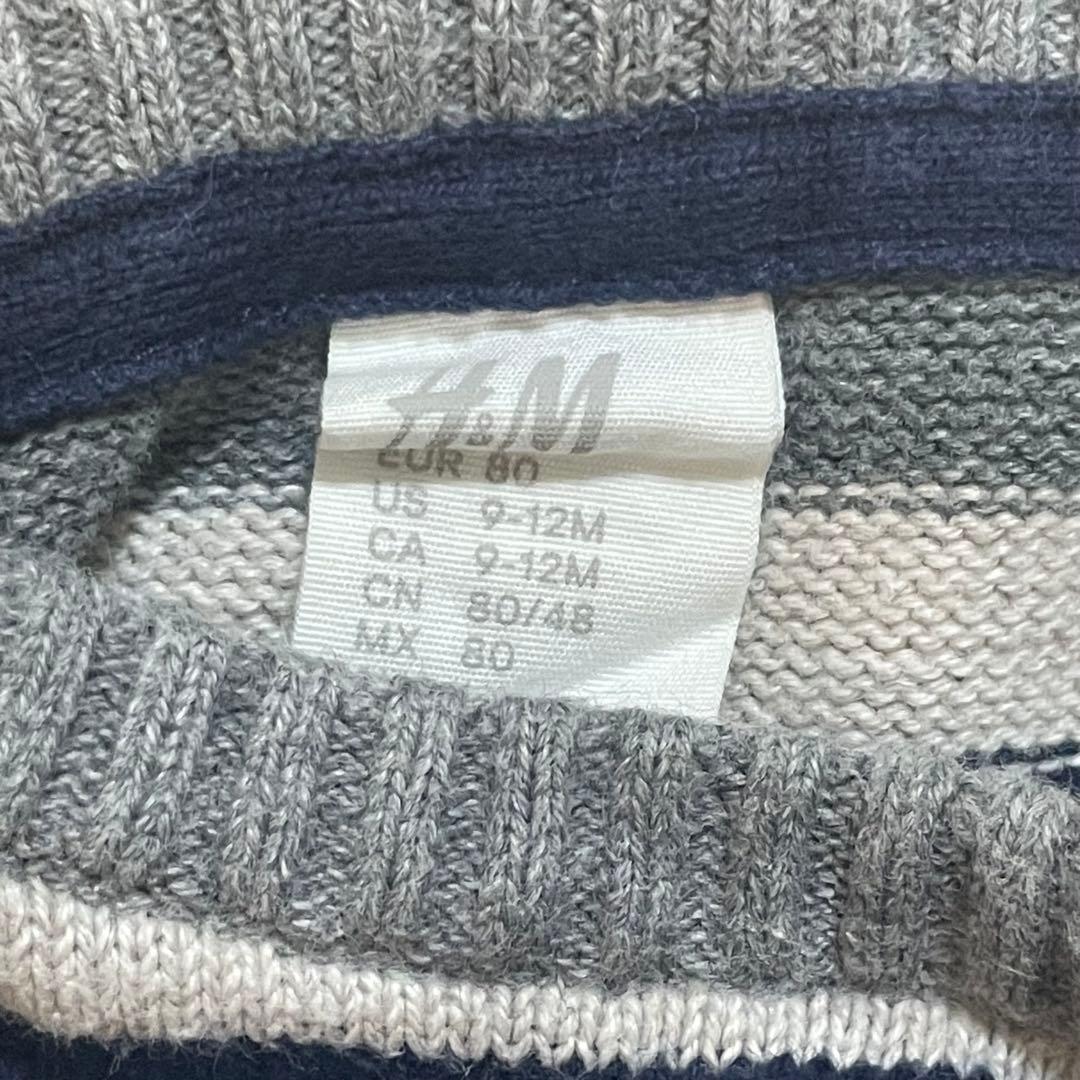 H&M
EUR 80
US 9-12M
CA 9-12M
CN 80/48
MX 80